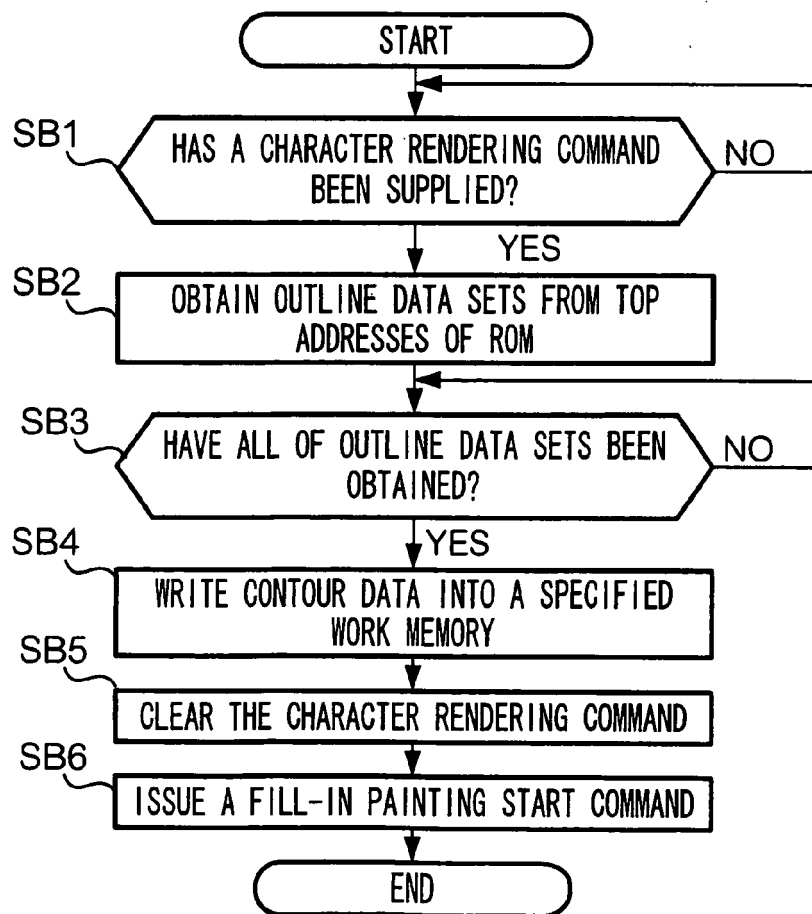 START
SB1
HAS A CHARACTER RENDERING COMMAND
BEEN SUPPLIED?
NO
YES
SB2
OBTAIN OUTLINE DATA SETS FROM TOP
ADDRESSES OF ROM
SB3
HAVE ALL OF OUTLINE DATA SETS BEEN
OBTAINED?
NO
YES
SB4
WRITE CONTOUR DATA INTO A SPECIFIED
WORK MEMORY
SB5
CLEAR THE CHARACTER RENDERING COMMAND
SB6
ISSUE A FILL-IN PAINTING START COMMAND
END